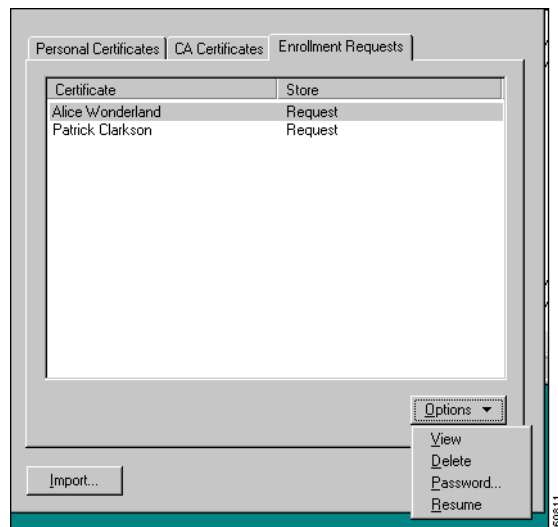 Personal Certificates CA Certificates Enrollment Requests
Certificate Store
Alice Wonderland Request
Patrick Clarkson Request
Options
View
Delete
Password...
Resume
Import...